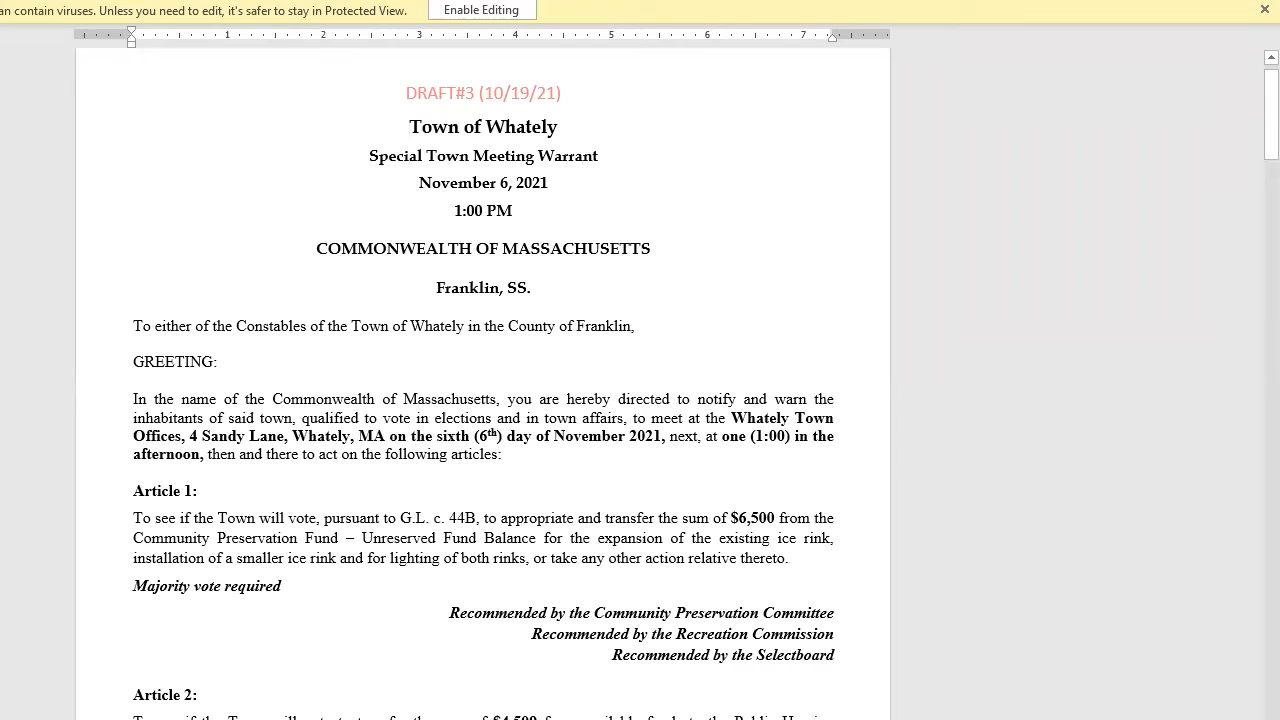 an contain viruses. Unless you need to edit, it's safer to stay in Protected View. Enable Editing
1 2 3 4 5 6 7
DRAFT#3 (10/19/21)
Town of Whately
Special Town Meeting Warrant
November 6, 2021
1:00 PM
COMMONWEALTH OF MASSACHUSETTS
Franklin, SS.
To either of the Constables of the Town of Whately in the County of Franklin,
GREETING:
In the name of the Commonwealth of Massachusetts, you are hereby directed to notify and warn the
inhabitants of said town, qualified to vote in elections and in town affairs, to meet at the Whately Town
Offices, 4 Sandy Lane, Whately, MA on the sixth (6th) day of November 2021, next, at one (1:00) in the
afternoon, then and there to act on the following articles:
Article 1:
To see if the Town will vote, pursuant to G.L. c. 44B, to appropriate and transfer the sum of $6,500 from the
Community Preservation Fund – Unreserved Fund Balance for the expansion of the existing ice rink,
installation of a smaller ice rink and for lighting of both rinks, or take any other action relative thereto.
Majority vote required
Recommended by the Community Preservation Committee
Recommended by the Recreation Commission
Recommended by the Selectboard
Article 2: